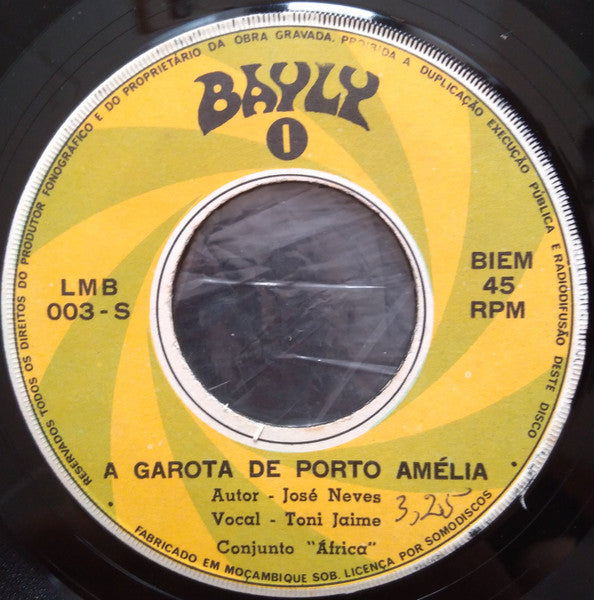 RESERVADOS TODOS OS DIREITOS DO PRODUTOR FONOGRÁFICO E DO PROPRIETÁRIO DA OBRA GRAVADA. PROIBIDA A DUPLICAÇÃO EXECUÇÃO PÚBLICA E RADIODIFUSÃO DESTE DISCO
BAYLY
1
LMB
003-S
BIEM
45
RPM
A GAROTA DE PORTO AMÉLIA
Autor - José Neves
Vocal - Toni Jaime
3,25
Conjunto "África"
FABRICADO EM MOÇAMBIQUE SOB. LICENÇA POR SOMODISCOS